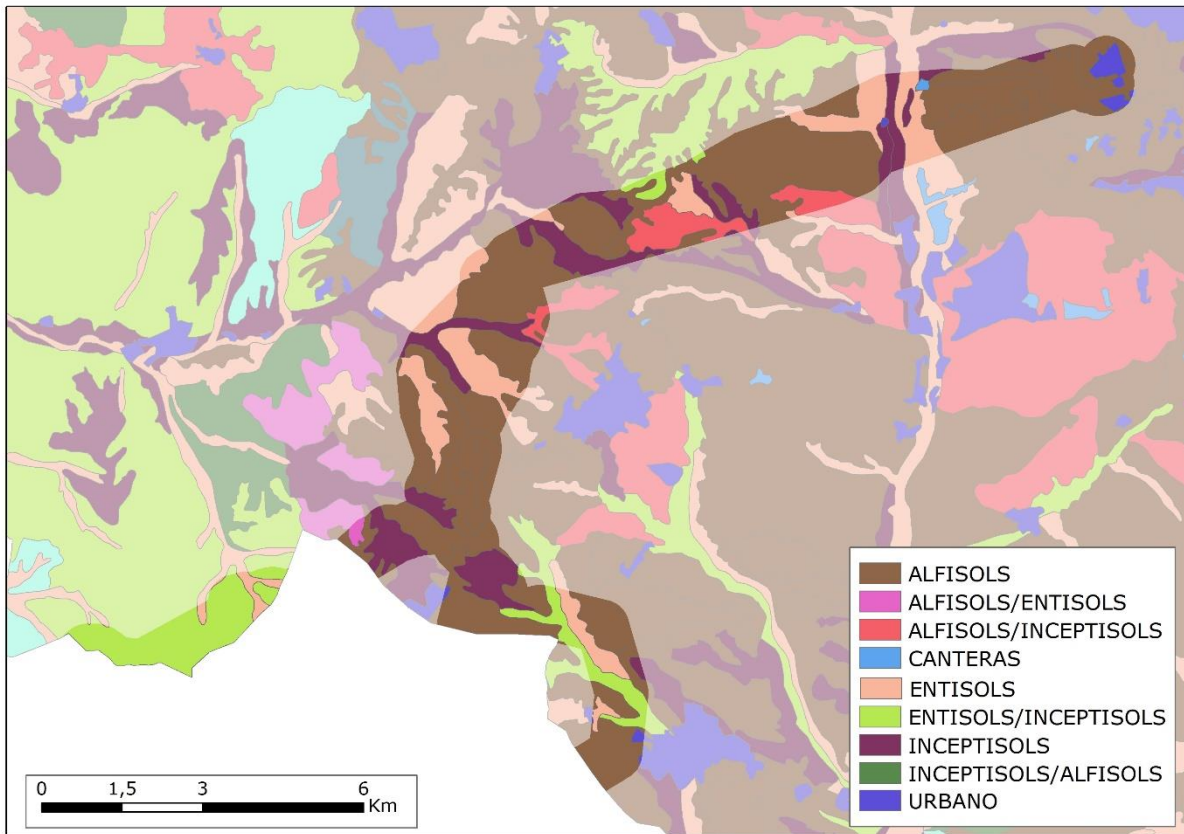 ALFISOLS
ALFISOLS/ENTISOLS
ALFISOLS/INCEPTISOLS
CANTERAS
ENTISOLS
ENTISOLS/INCEPTISOLS
INCEPTISOLS
INCEPTISOLS/ALFISOLS
URBANO
0 1,5 3 6
Km